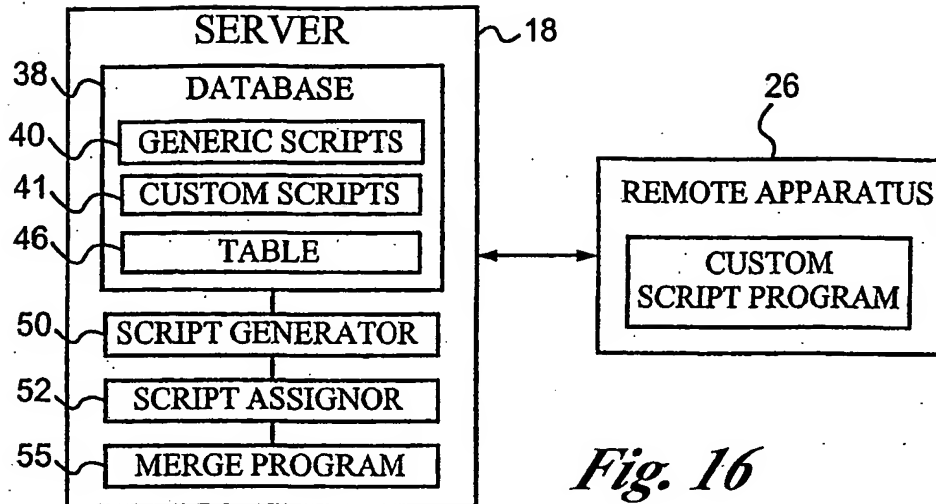 SERVER
18
38
DATABASE
40
GENERIC SCRIPTS
41
CUSTOM SCRIPTS
46
TABLE
50
SCRIPT GENERATOR
52
SCRIPT ASSIGNOR
55
MERGE PROGRAM
26
REMOTE APPARATUS
CUSTOM
SCRIPT PROGRAM
Fig. 16